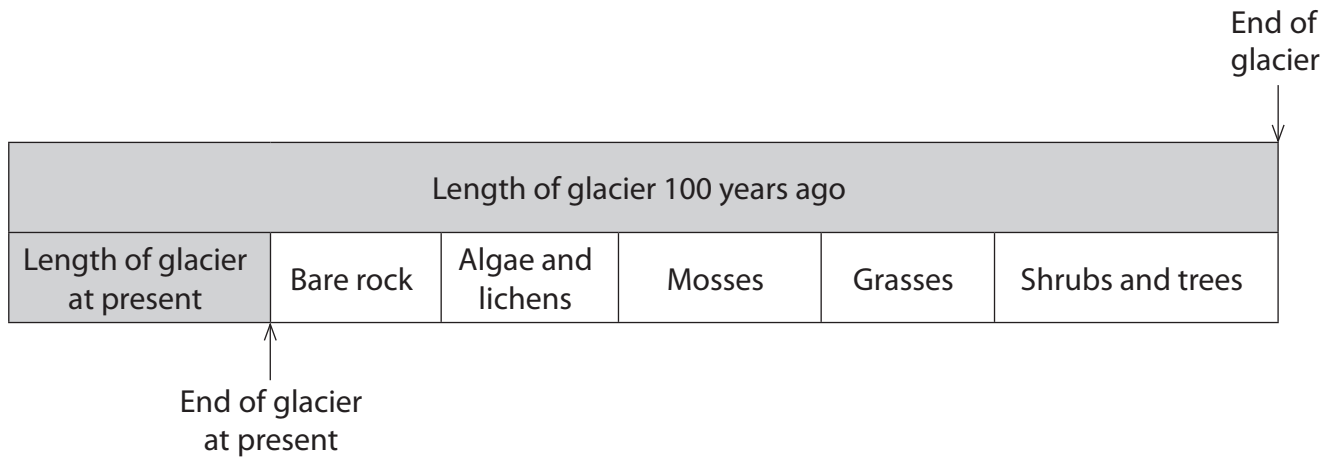 End of
glacier
Length of glacier 100 years ago
Length of glacier
at present
Bare rock
Algae and
lichens
Mosses
Grasses
Shrubs and trees
End of glacier
at present